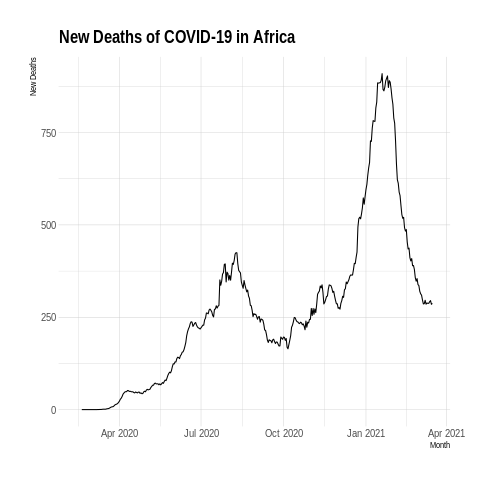 New Deaths of COVID-19 in Africa
New Deaths
750
500
250
0
Apr 2020 Jul 2020 Oct 2020 Jan 2021 Apr 2021
Month